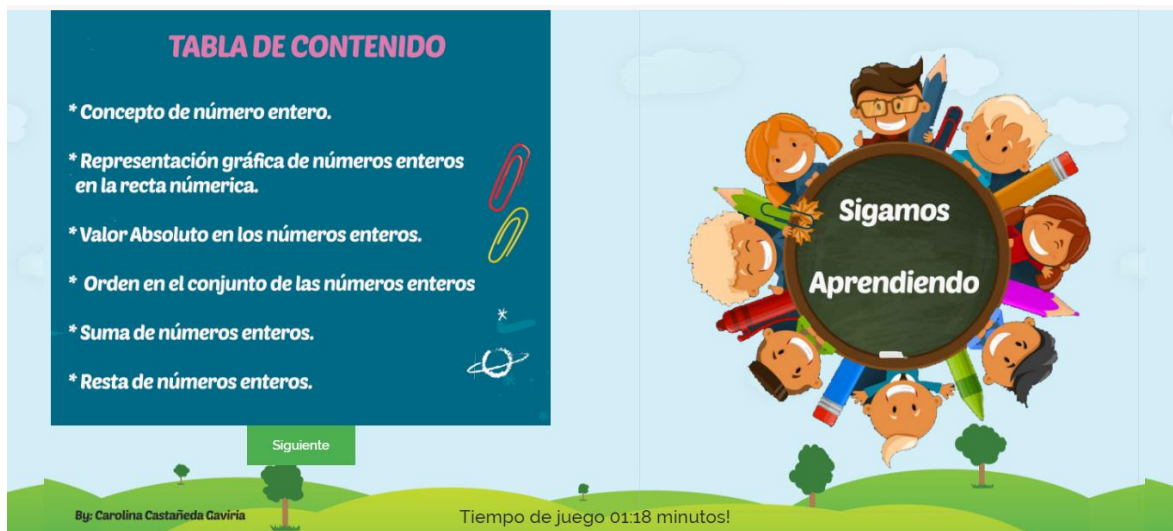 TABLA DE CONTENIDO
* Concepto de número entero.
* Representación gráfica de números enteros
en la recta númerica.
* Valor Absoluto en los números enteros.
* Orden en el conjunto de las números enteros
* Suma de números enteros.
* Resta de números enteros.
Siguiente
Sigamos
Aprendiendo
By: Carolina Castañeda Gaviria
Tiempo de juego 01:18 minutos!